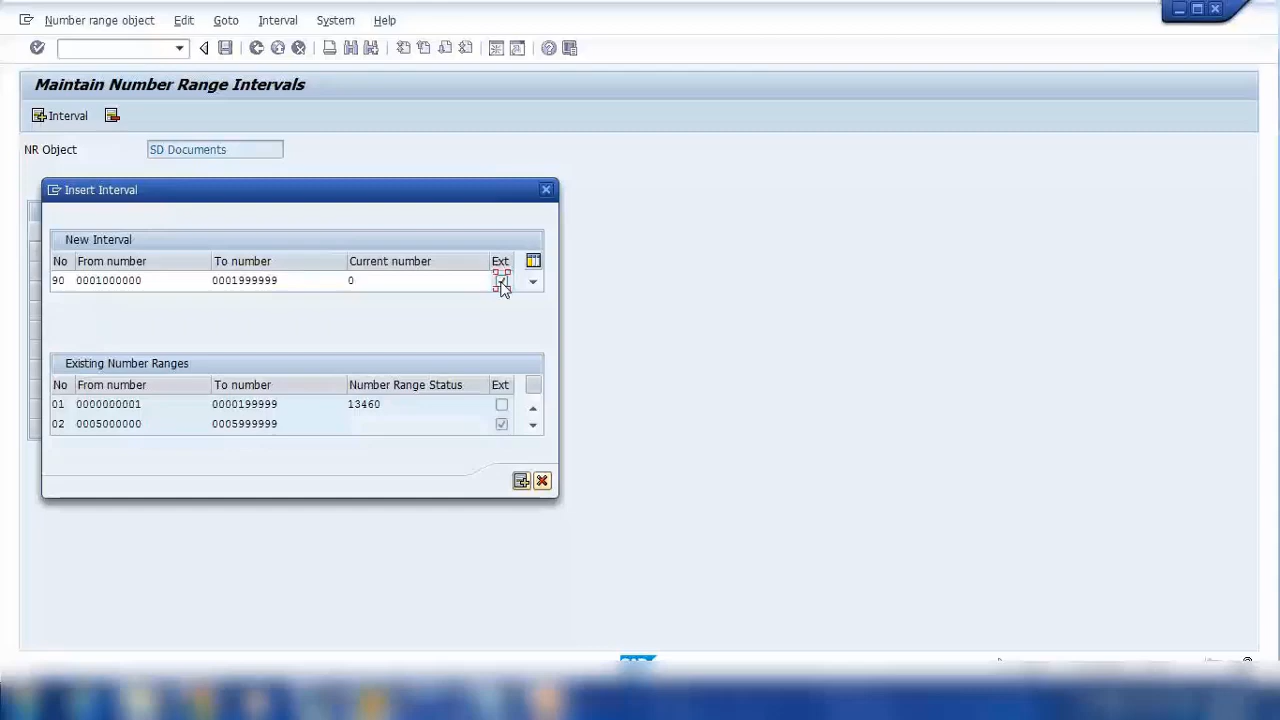 Number range object Edit Goto Interval System Help
Maintain Number Range Intervals
Interval
NR Object SD Documents
Insert Interval
New Interval
No From number To number Current number Ext
90 0001000000 0001999999 0
Existing Number Ranges
No From number To number Number Range Status Ext
01 0000000001 0000199999 13460
02 0005000000 0005999999